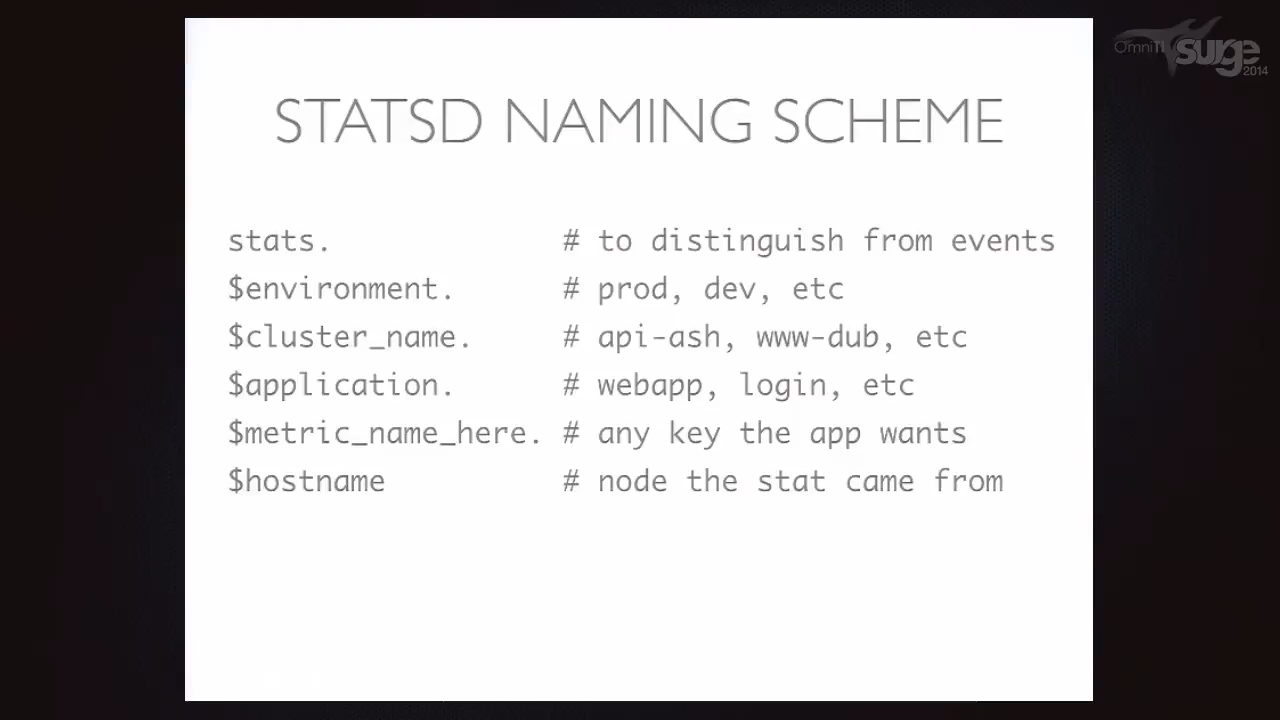 OmniTI surge
2014
STATSD NAMING SCHEME
stats. # to distinguish from events
$environment. # prod, dev, etc
$cluster_name. # api-ash, www-dub, etc
$application. # webapp, login, etc
$metric_name_here. # any key the app wants
$hostname # node the stat came from